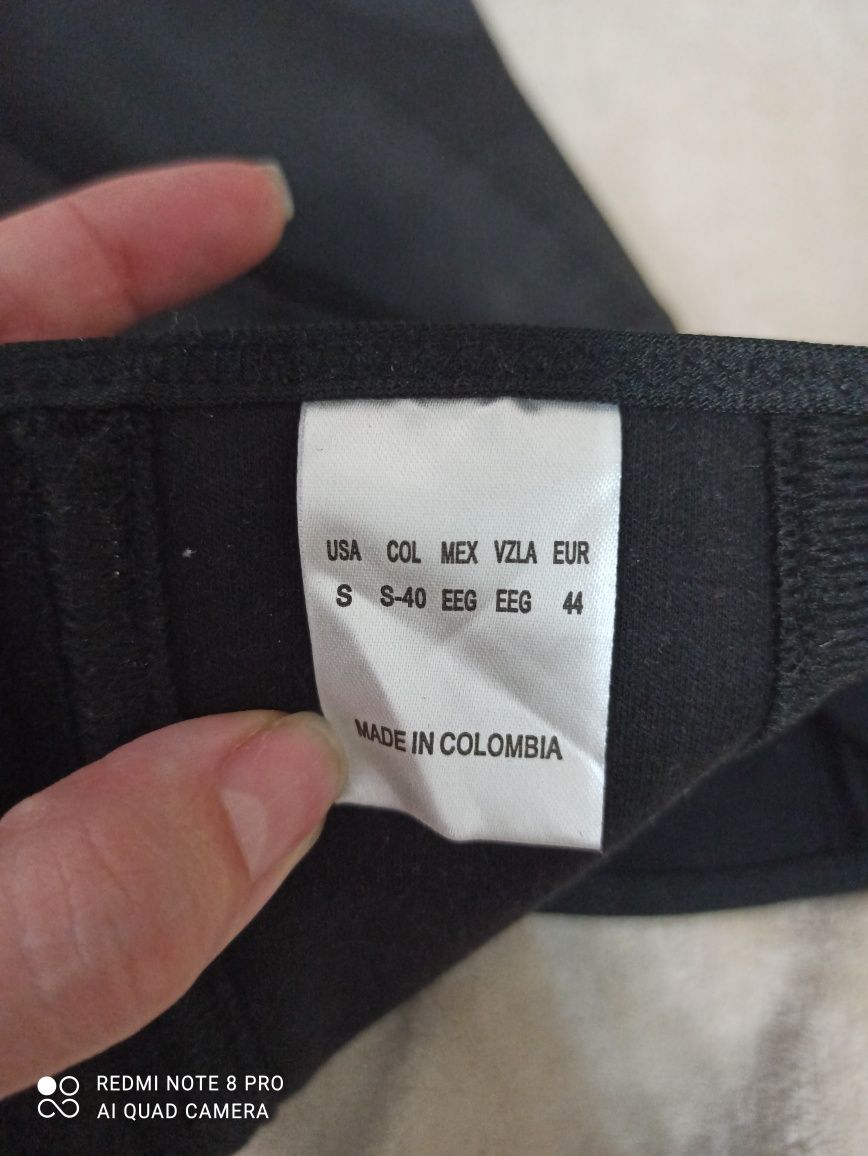 USA COL MEX VZLA EUR
S S-40 EEG EEG 44
MADE IN COLOMBIA
REDMI NOTE 8 PRO
AI QUAD CAMERA